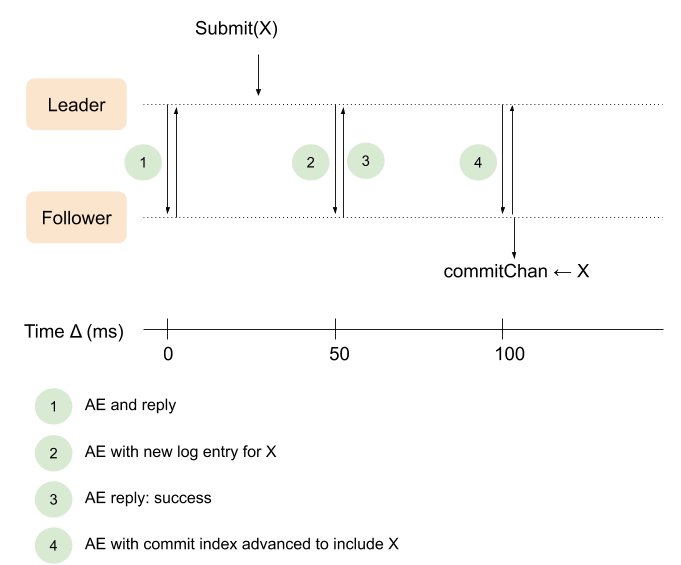 Submit(X)
Leader
1
2
3
4
Follower
commitChan ← X
Time Δ (ms)
0
50
100
1 AE and reply
2 AE with new log entry for X
3 AE reply: success
4 AE with commit index advanced to include X